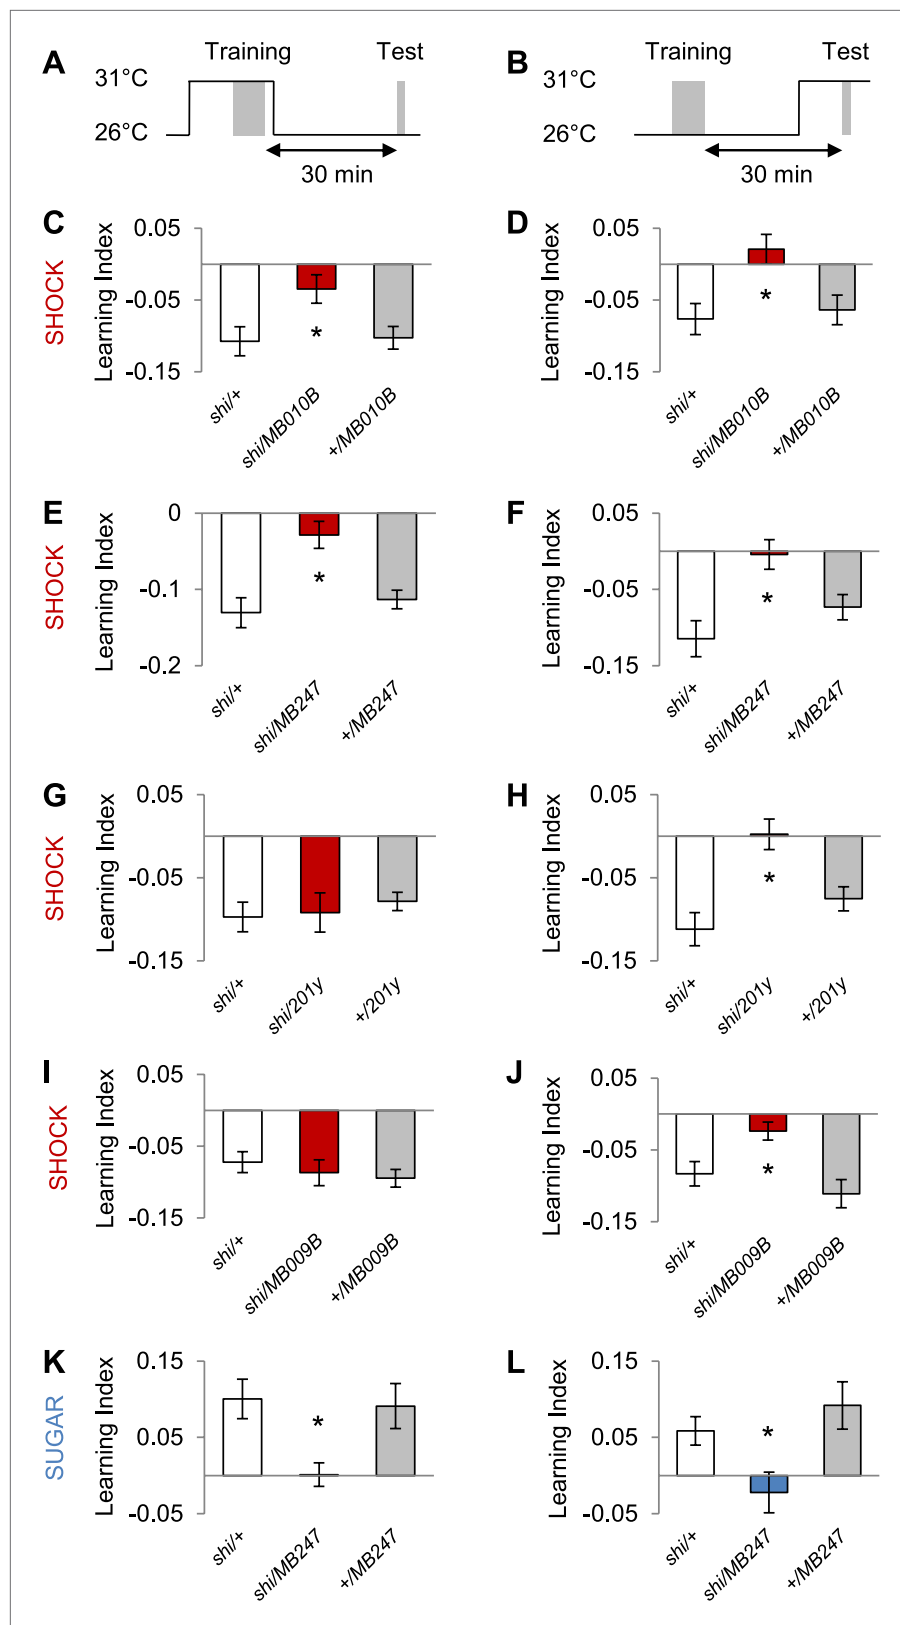 A
Training
Test
31°C
26°C
30 min
B
Training
Test
31°C
26°C
30 min
C
SHOCK
Learning Index
0.05
-0.05
-0.15
shi/+
shi/MB010B
+/MB010B
*
D
Learning Index
0.05
-0.05
-0.15
shi/+
shi/MB010B
+/MB010B
*
E
SHOCK
Learning Index
0
-0.1
-0.2
shi/+
shi/MB247
+/MB247
*
F
Learning Index
0.05
-0.05
-0.15
shi/+
shi/MB247
+/MB247
*
G
SHOCK
Learning Index
0.05
-0.05
-0.15
shi/+
shi/201y
+/201y
H
Learning Index
0.05
-0.05
-0.15
shi/+
shi/201y
+/201y
*
I
SHOCK
Learning Index
0.05
-0.05
-0.15
shi/+
shi/MB009B
+/MB009B
J
Learning Index
0.05
-0.05
-0.15
shi/+
shi/MB009B
+/MB009B
*
K
SUGAR
Learning Index
0.15
0.05
-0.05
shi/+
shi/MB247
+/MB247
*
L
Learning Index
0.15
0.05
-0.05
shi/+
shi/MB247
+/MB247
*